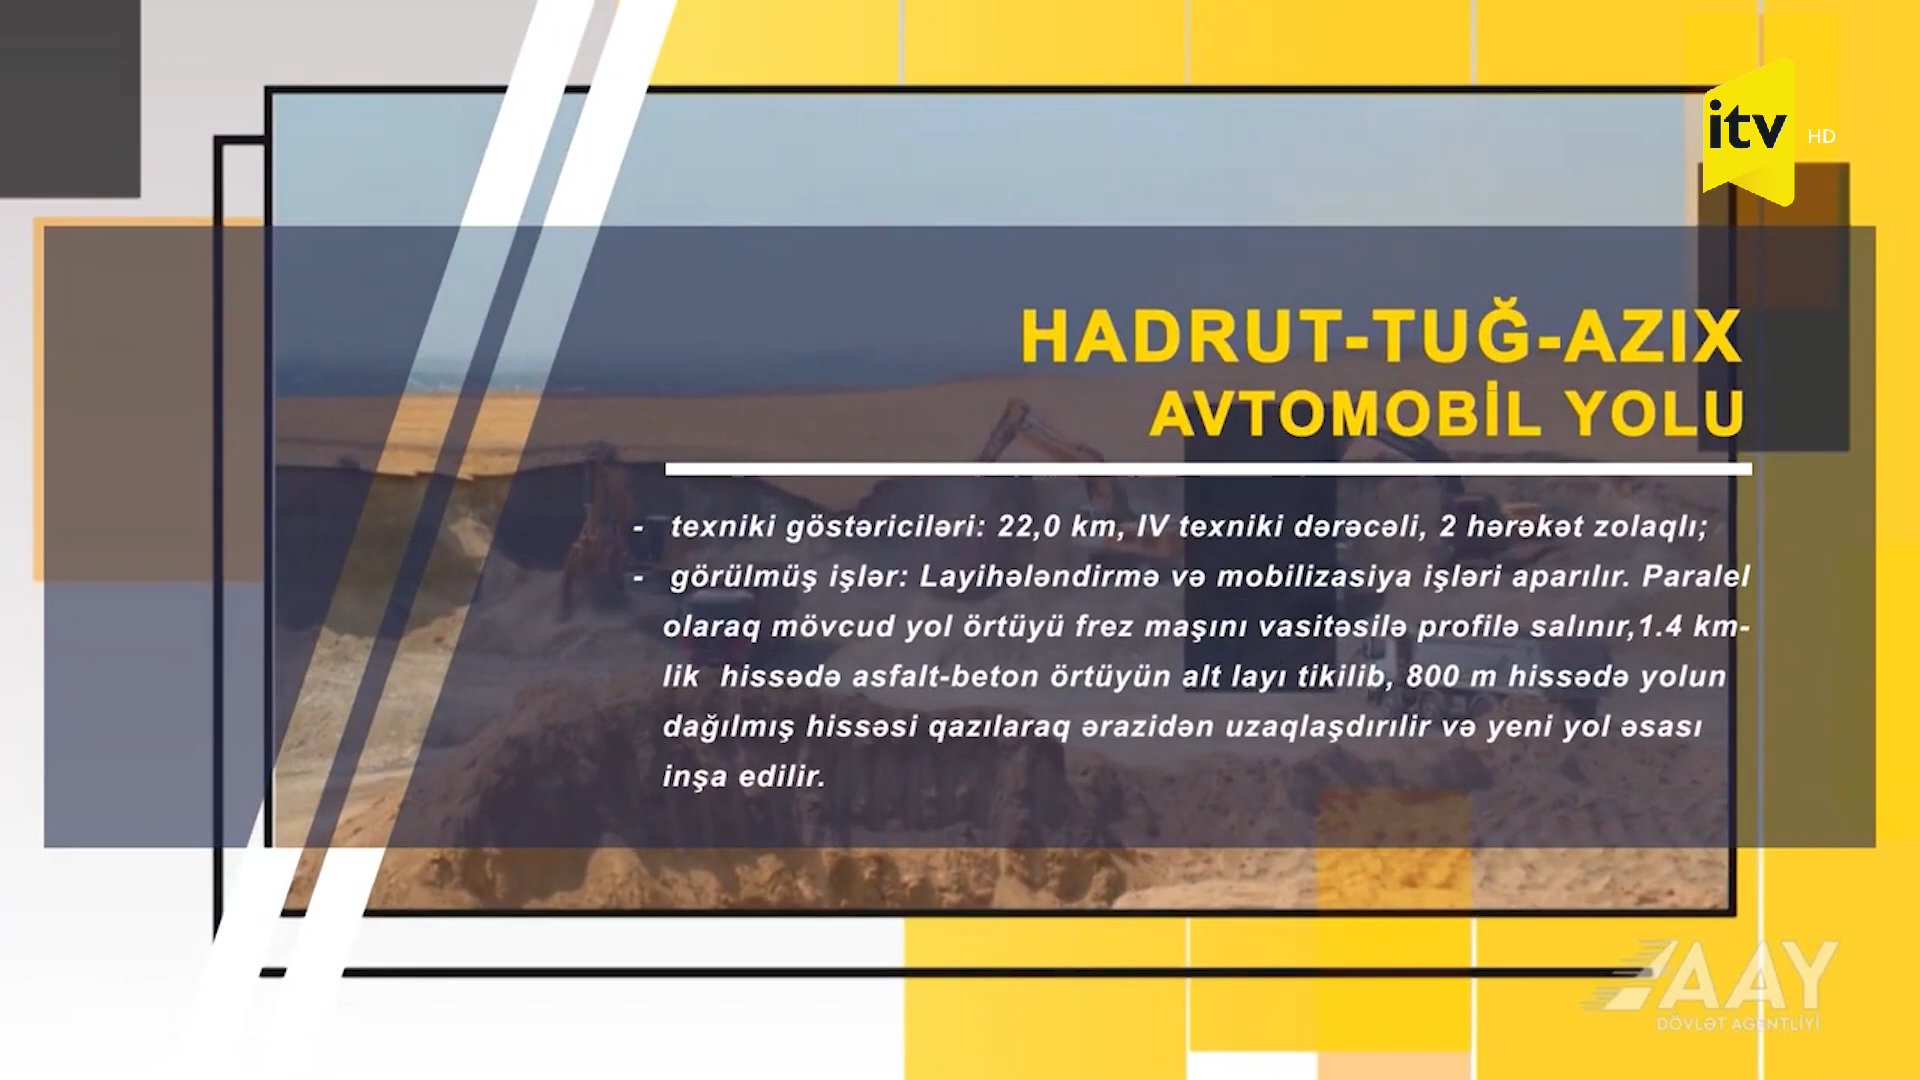 itv HD
HADRUT-TUĞ-AZIX
AVTOMOBİL YOLU
- texniki göstəriciləri: 22,0 km, IV texniki dərəcəli, 2 hərəkət zolaqlı;
- görülmüş işlər: Layihələndirmə və mobilizasiya işləri aparılır. Paralel
olaraq mövcud yol örtüyü frez maşını vasitəsilə profilə salınır,1.4 km-
lik hissədə asfalt-beton örtüyün alt layı tikilib, 800 m hissədə yolun
dağılmış hissəsi qazılaraq ərazidən uzaqlaşdırılir və yeni yol əsası
inşa edilir.
AAY
DÖVLƏT AGENTLİYİ